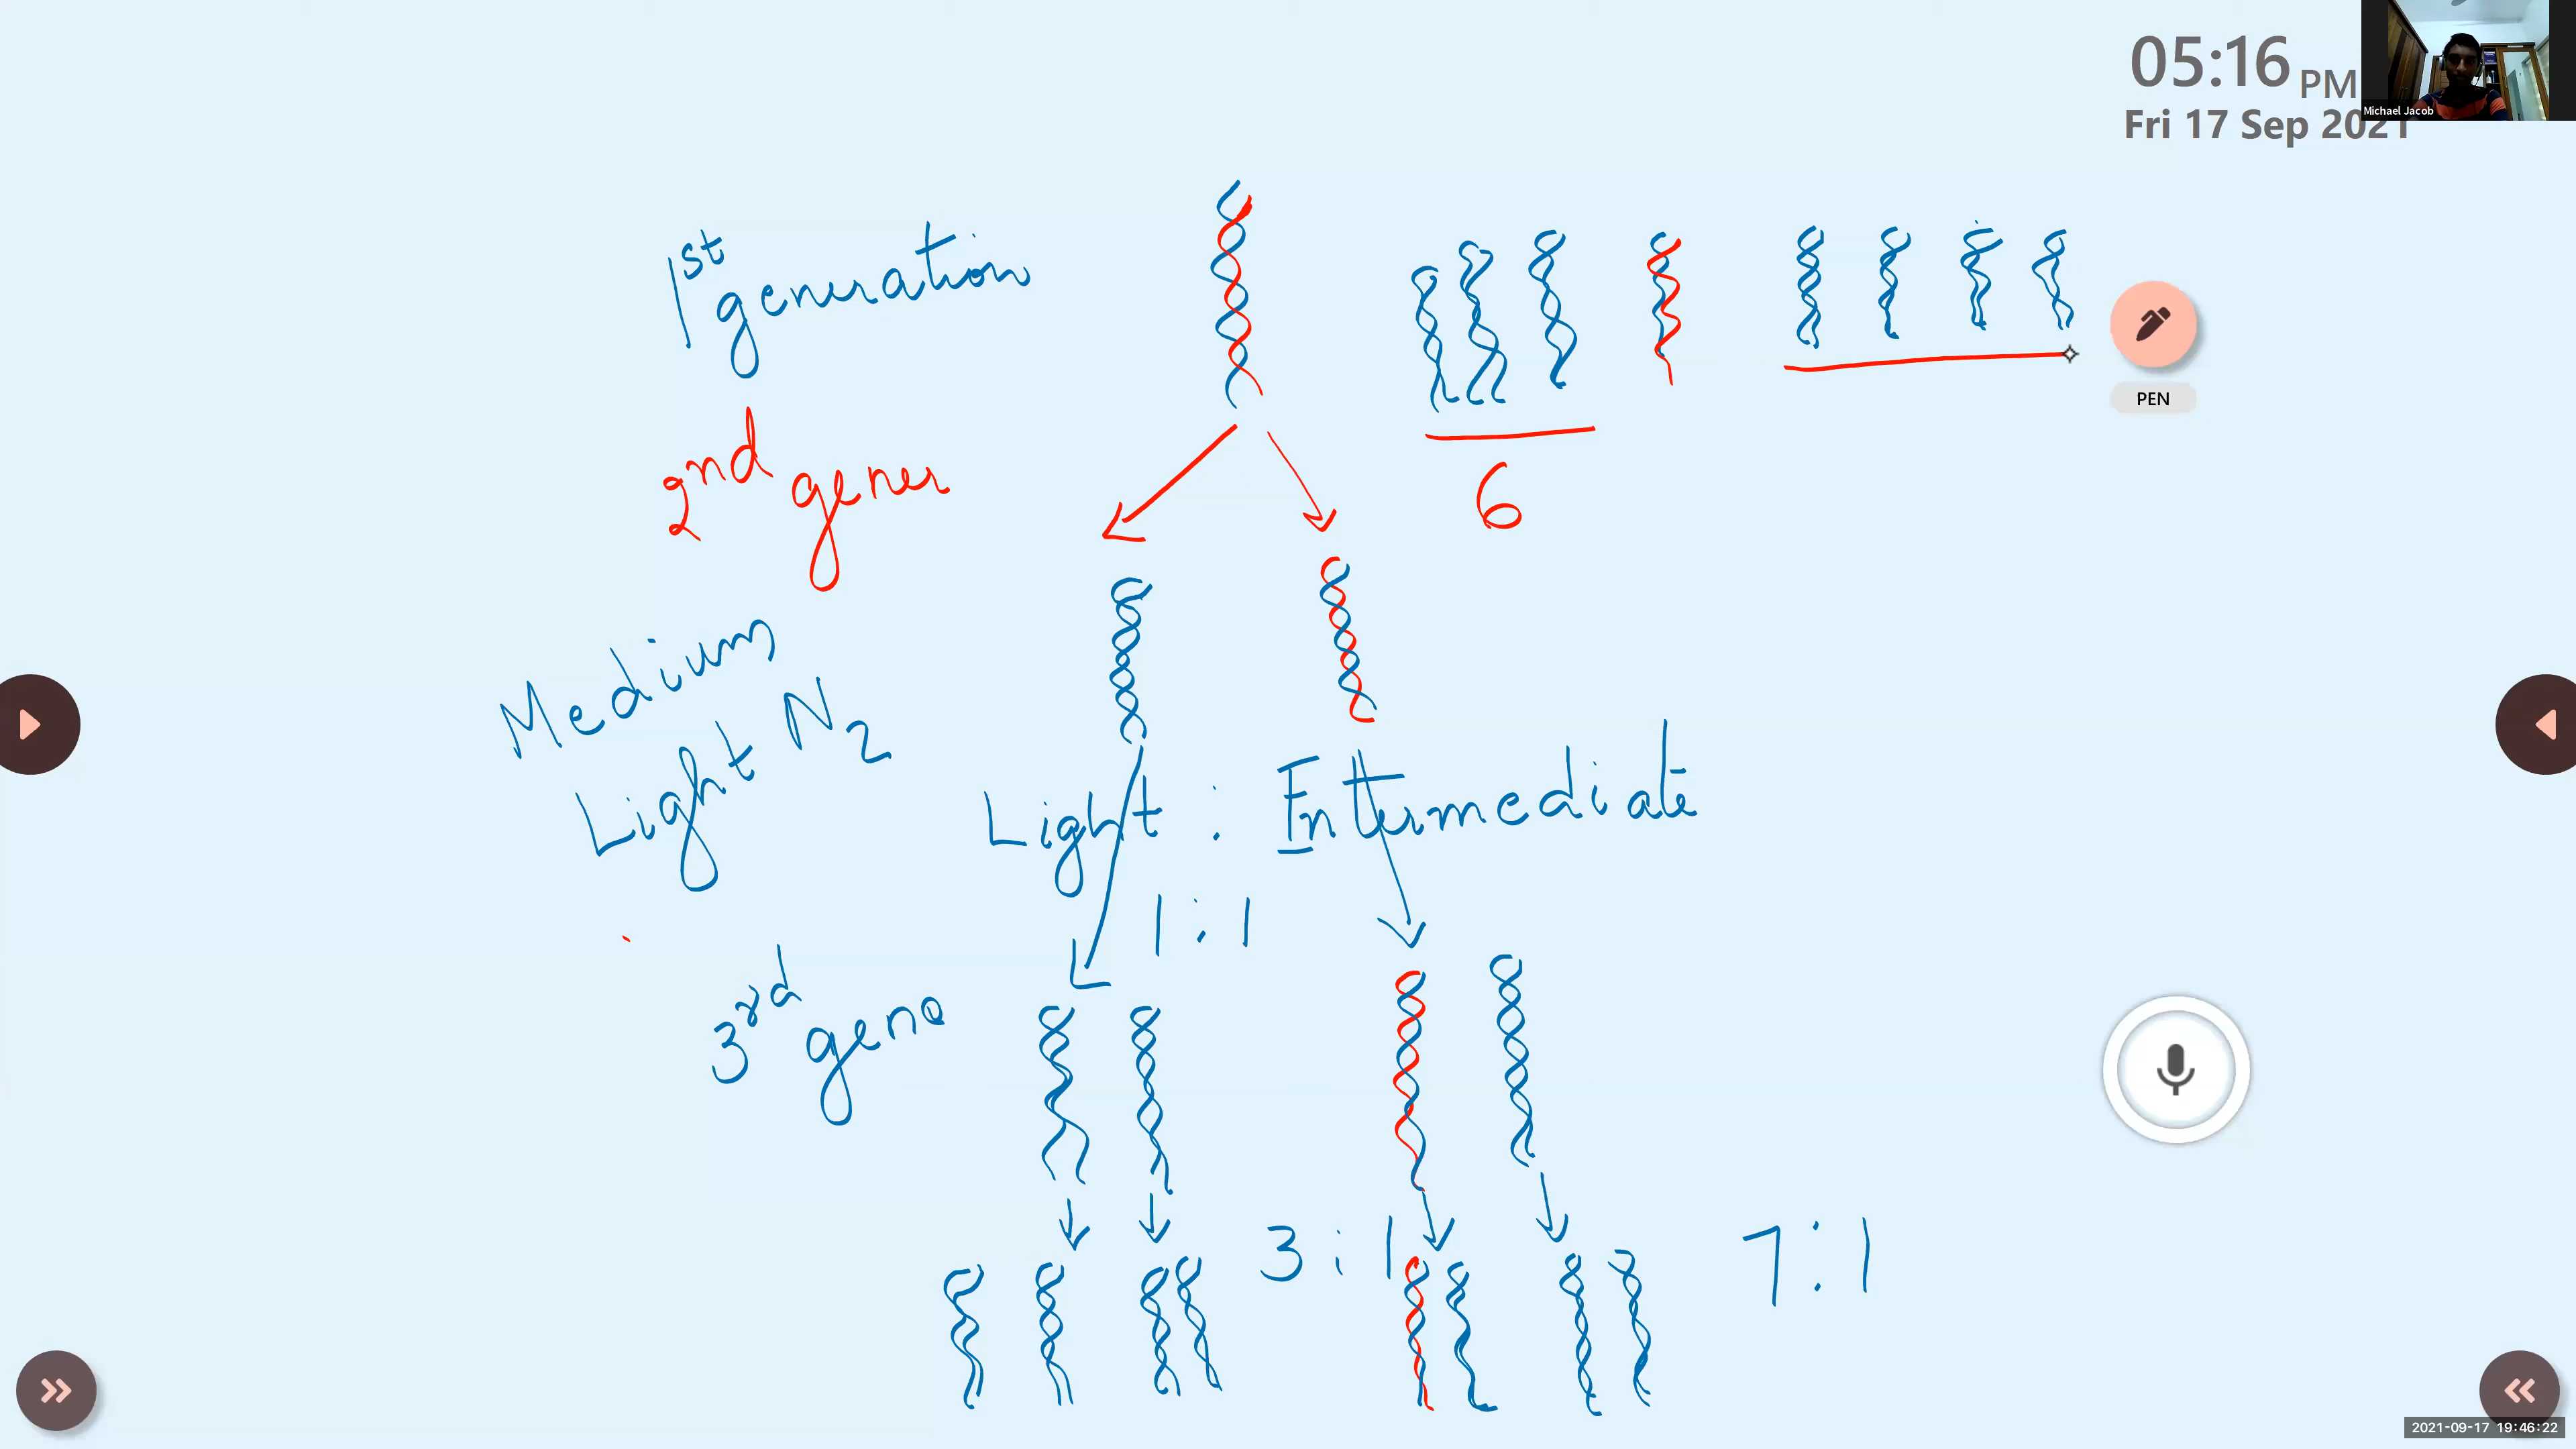 05:16 PM
Fri 17 Sep 2021
Michael Jacob
1st generation
2nd gener
6
PEN
Medium
Light N2
Light : Intermediate
1 : 1
3rd gene
3 : 1
7 : 1
2021-09-17 19:46:22